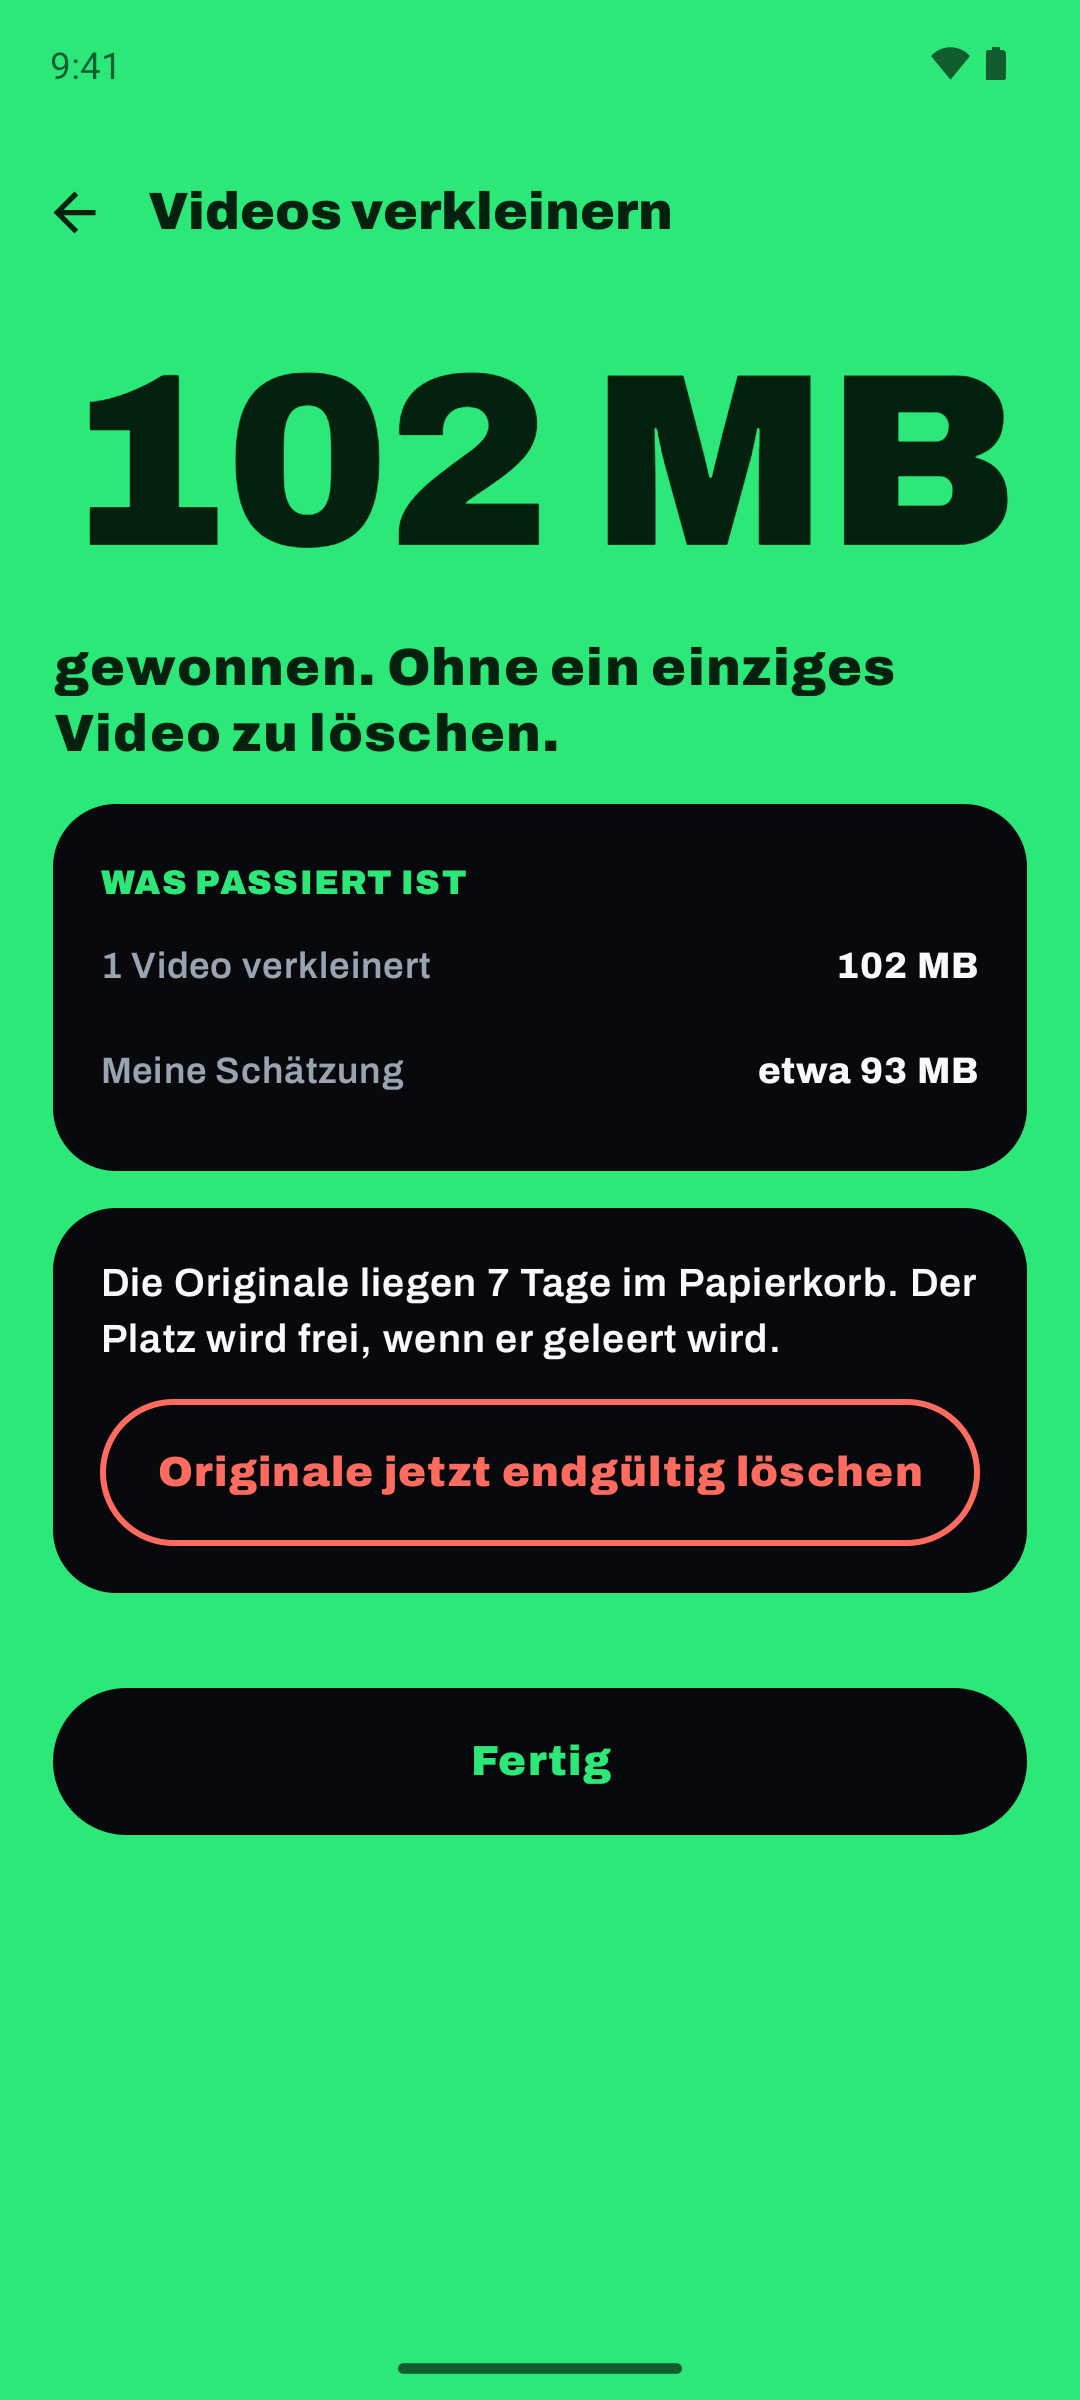 9:41
Videos verkleinern
102 MB
gewonnen. Ohne ein einziges
Video zu löschen.
WAS PASSIERT IST
1 Video verkleinert 102 MB
Meine Schätzung etwa 93 MB
Die Originale liegen 7 Tage im Papierkorb. Der
Platz wird frei, wenn er geleert wird.
Originale jetzt endgültig löschen
Fertig